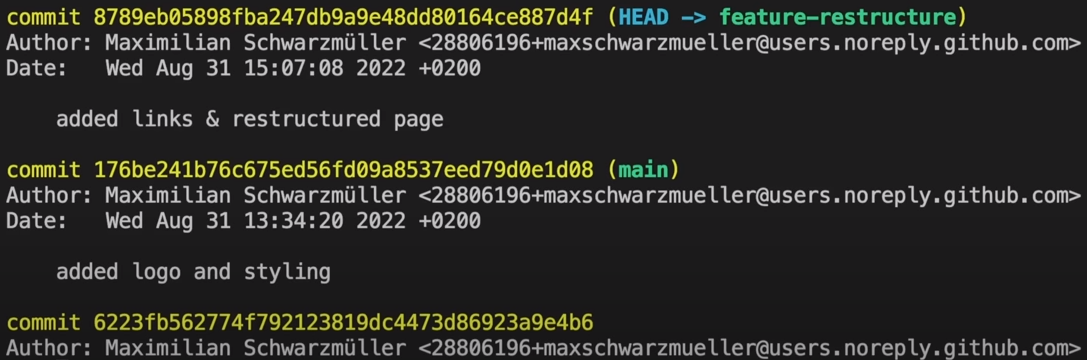 commit 8789eb05898fba247db9a9e48dd80164ce887d4f (HEAD -> feature-restructure)
Author: Maximilian Schwarzmüller <28806196+maxschwarzmueller@users.noreply.github.com>
Date:   Wed Aug 31 15:07:08 2022 +0200
added links & restructured page
commit 176be241b76c675ed56fd09a8537eed79d0e1d08 (main)
Author: Maximilian Schwarzmüller <28806196+maxschwarzmueller@users.noreply.github.com>
Date:   Wed Aug 31 13:34:20 2022 +0200
added logo and styling
commit 6223fb562774f792123819dc4473d86923a9e4b6
Author: Maximilian Schwarzmüller <28806196+maxschwarzmueller@users.noreply.github.com>